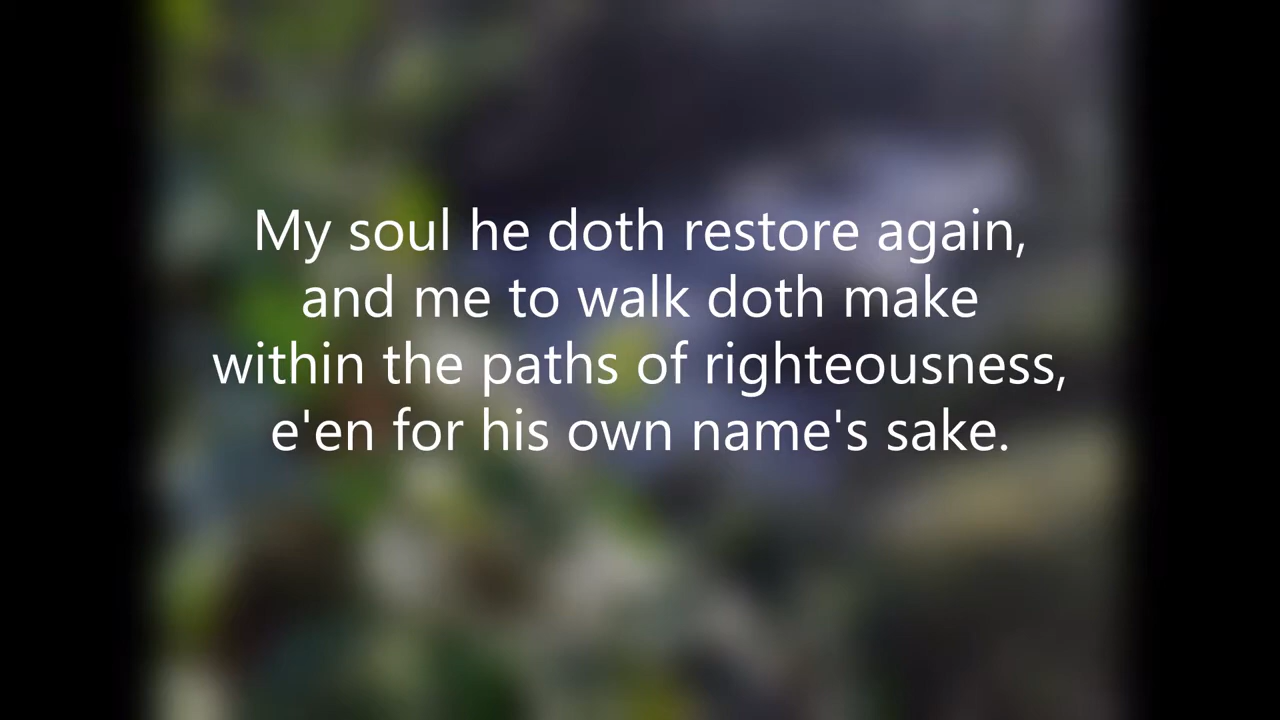 My soul he doth restore again,
and me to walk doth make
within the paths of righteousness,
e'en for his own name's sake.